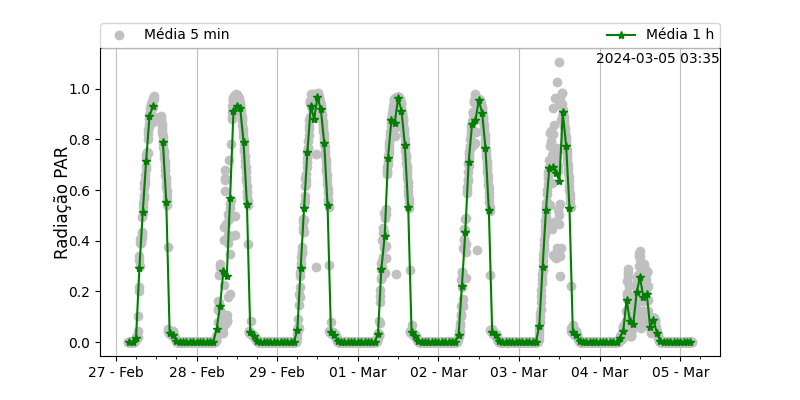 Média 5 min
Média 1 h
2024-03-05 03:35
Radiação PAR
1.0
0.8
0.6
0.4
0.2
0.0
27 - Feb
28 - Feb
29 - Feb
01 - Mar
02 - Mar
03 - Mar
04 - Mar
05 - Mar